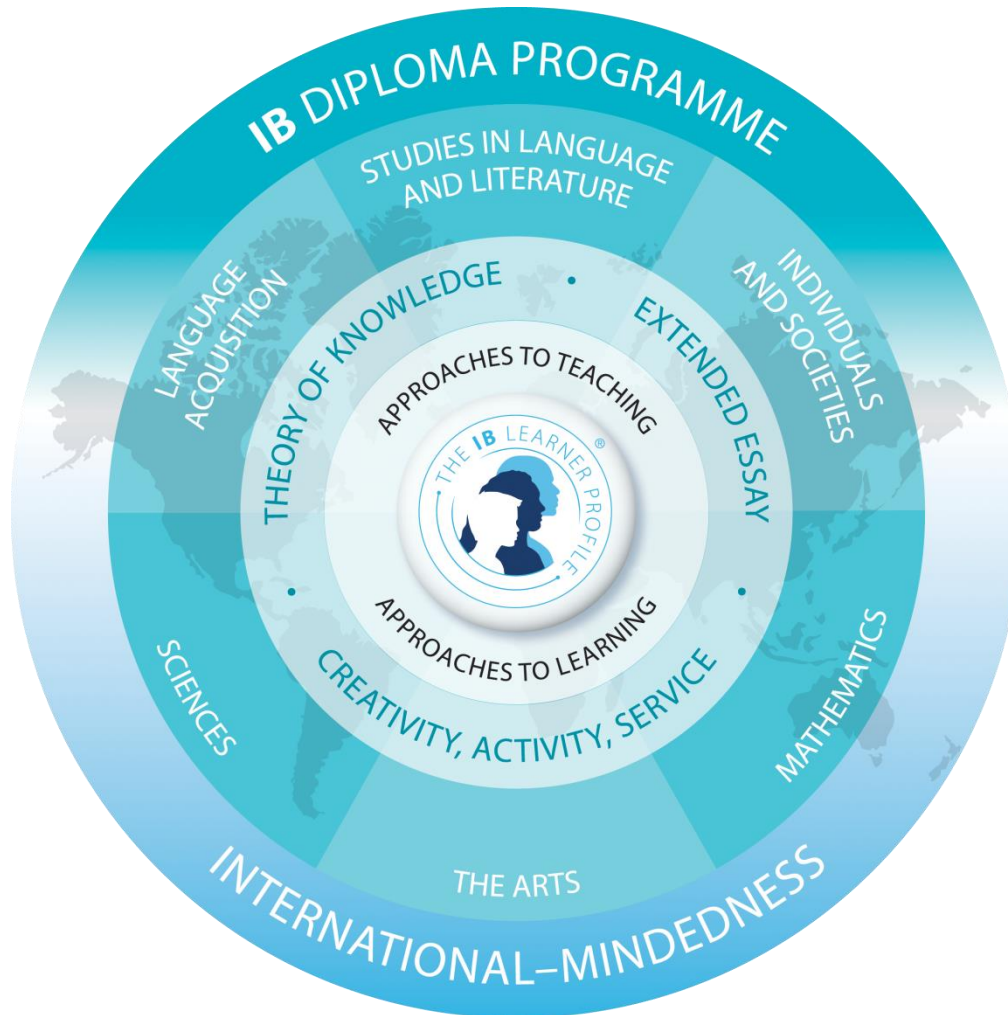 IB DIPLOMA PROGRAMME
STUDIES IN LANGUAGE
AND LITERATURE
LANGUAGE
ACQUISITION
INDIVIDUALS
AND SOCIETIES
THEORY OF KNOWLEDGE
EXTENDED ESSAY
APPROACHES TO TEACHING
THE IB LEARNER PROFILE®
APPROACHES TO LEARNING
CREATIVITY, ACTIVITY, SERVICE
SCIENCES
MATHEMATICS
THE ARTS
INTERNATIONAL–MINDEDNESS